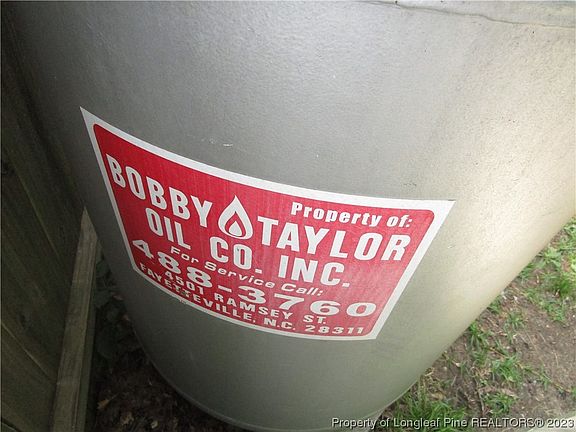 Property of:
BOBBY TAYLOR
OIL CO. INC.
For Service Call:
488-3760
4501 RAMSEY ST.
FAYETTEVILLE, N.C. 28311
Property of Longleaf Pine REALTORS® 2023